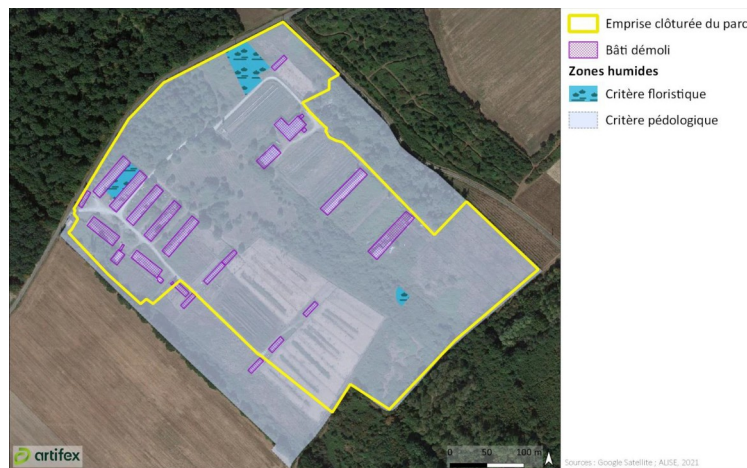 Emprise clôturée du parc
Bâti démoli
Zones humides
Critère floristique
Critère pédologique
artifex
0 50 100 m
Sources : Google Satellite ; ALISE, 2021